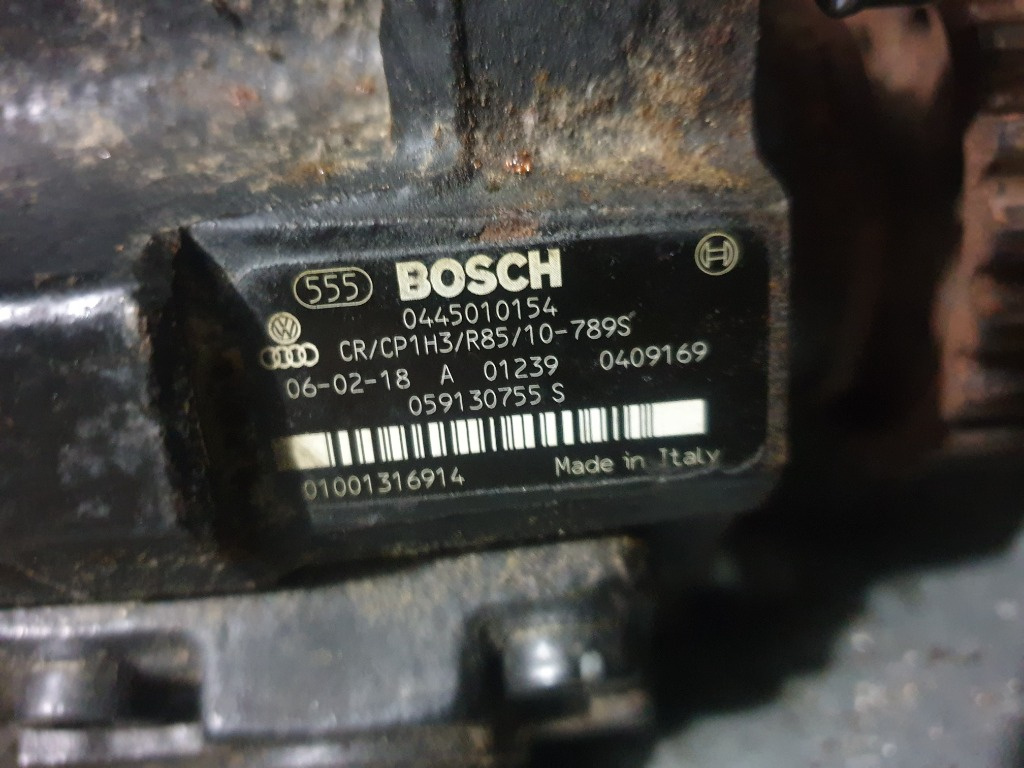 555 BOSCH
0445010154
CR/CP1H3/R85/10-789S
06-02-18 A 01239 0409169
059130755 S
01001316914 Made in Italy